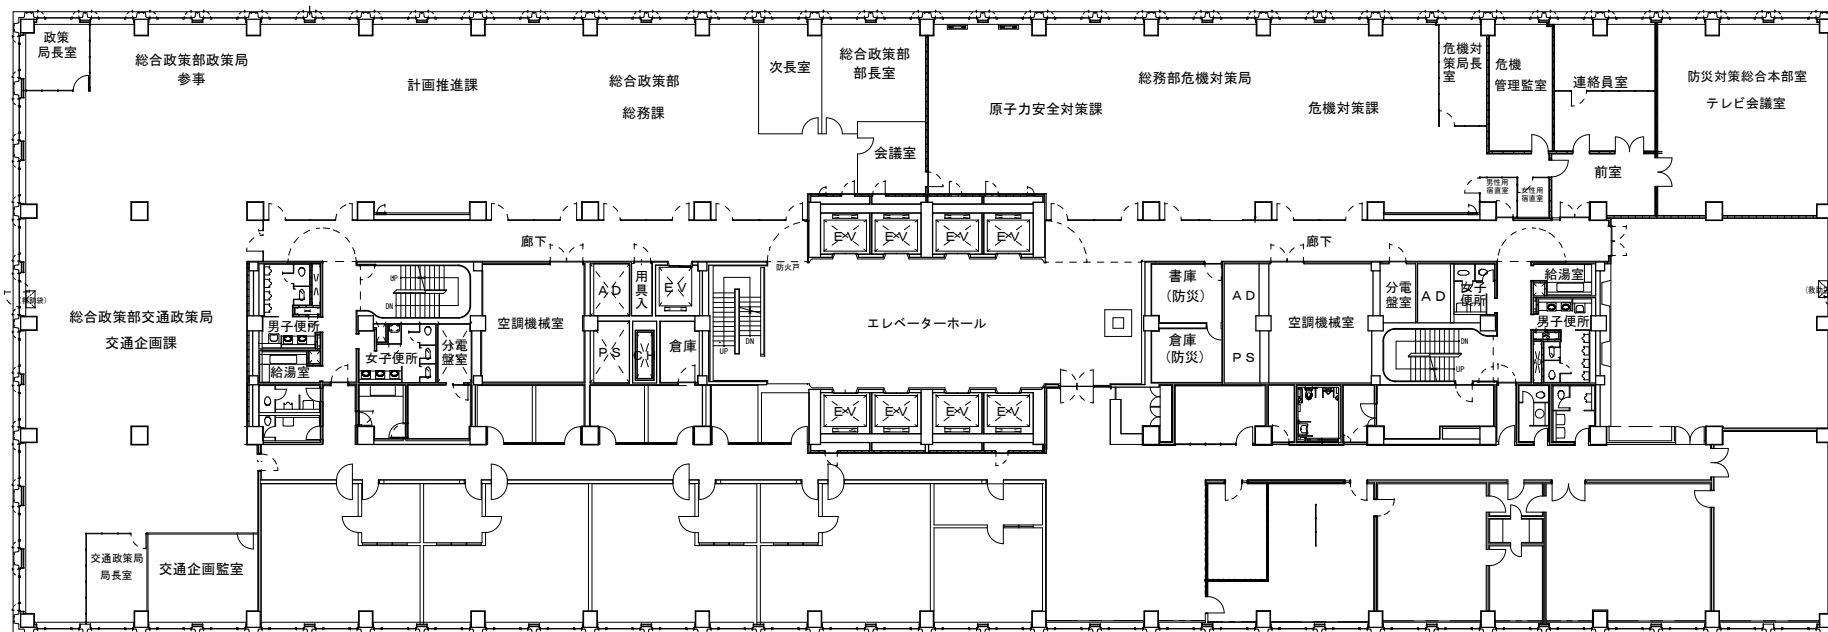 政策
局長室
総合政策部政策局
参事
計画推進課
総合政策部
総務課
次長室
総合政策部
部長室
会議室
総務部危機対策局
原子力安全対策課
危機対策課
危機対
策局長
室
危機
管理監室
連絡員室
防災対策総合本部室
テレビ会議室
前室
男性用
宿直室
女性用
宿直室
EV
EV
EV
EV
廊下
廊下
防火戸
UP
DN
AD
用具入
EV
空調機械室
男子便所
女子便所
分電盤室
給湯室
PS
倉庫
UP
DN
エレベーターホール
書庫
(防災)
倉庫
(防災)
AD
PS
空調機械室
分電盤室
AD
女子
便所
給湯室
男子便所
DN
UP
総合政策部交通政策局
交通企画課
EV
EV
EV
EV
交通政策局
局長室
交通企画監室